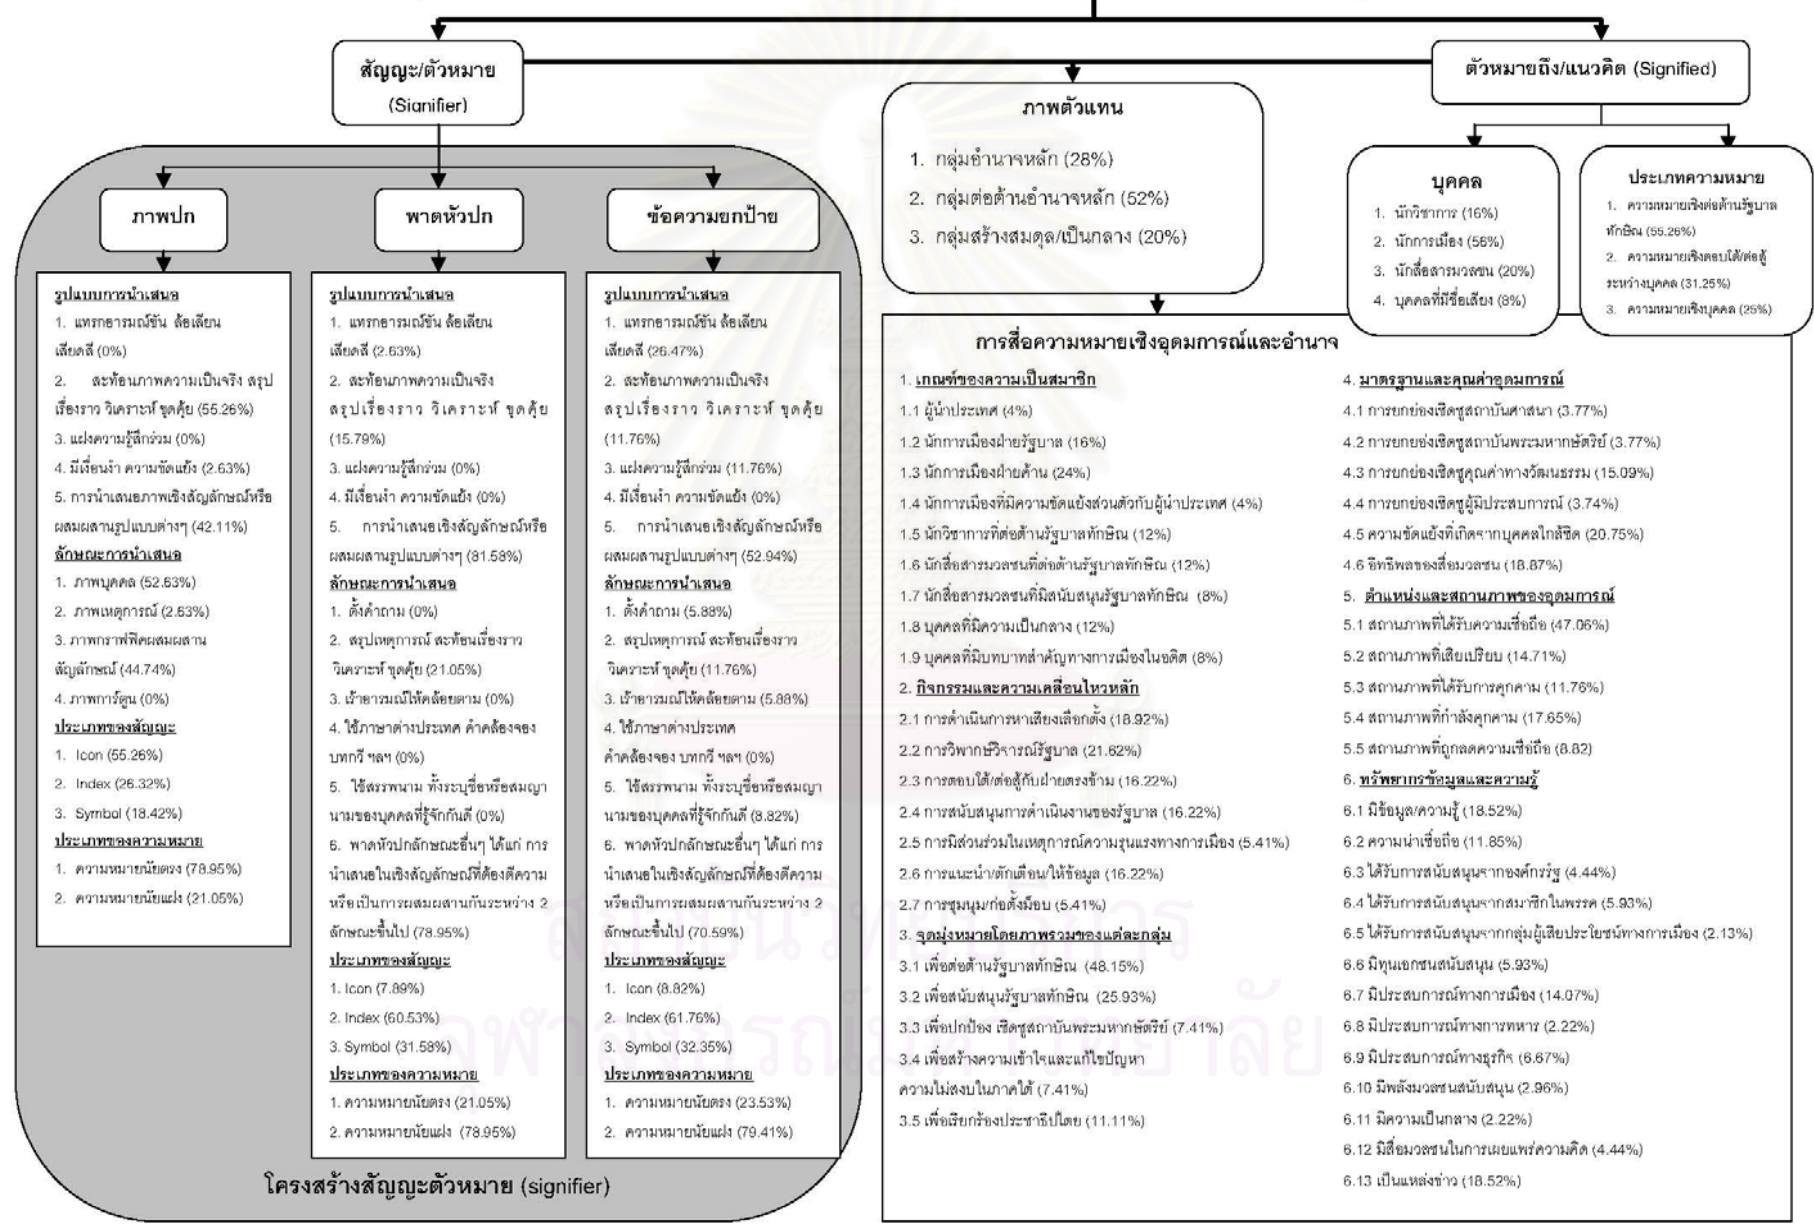 สัญญะ/ตัวหมาย
(Signifier)
ตัวหมายถึง/แนวคิด (Signified)
ภาพตัวแทน
1. กลุ่มอำนาจหลัก (28%)
2. กลุ่มต่อต้านอำนาจหลัก (52%)
3. กลุ่มสร้างสมดุล/เป็นกลาง (20%)
บุคคล
1. นักวิชาการ (16%)
2. นักการเมือง (56%)
3. นักสื่อสารมวลชน (20%)
4. บุคคลที่มีชื่อเสียง (8%)
ประเภทความหมาย
1. ความหมายเชิงต่อต้านรัฐบาล
ทักษิณ (55.26%)
2. ความหมายเชิงตอบโต้/ต่อสู้
ระหว่างบุคคล (31.25%)
3. ความหมายเชิงบุคคล (25%)
ภาพปก
รูปแบบการนำเสนอ
1. แทรกอารมณ์ขัน ล้อเลียน
เสียดสี (0%)
2. สะท้อนภาพความเป็นจริง สรุป
เรื่องราว วิเคราะห์ ขุดคุ้ย (55.26%)
3. แฝงความรู้สึกร่วม (0%)
4. มีเงื่อนงำ ความขัดแย้ง (2.63%)
5. การนำเสนอภาพเชิงสัญลักษณ์หรือ
ผสมผสานรูปแบบต่างๆ (42.11%)
ลักษณะการนำเสนอ
1. ภาพบุคคล (52.63%)
2. ภาพเหตุการณ์ (2.63%)
3. ภาพกราฟฟิคผสมผสาน
สัญลักษณ์ (44.74%)
4. ภาพการ์ตูน (0%)
ประเภทของสัญญะ
1. Icon (55.26%)
2. Index (26.32%)
3. Symbol (18.42%)
ประเภทของความหมาย
1. ความหมายนัยตรง (78.95%)
2. ความหมายนัยแฝง (21.05%)
พาดหัวปก
รูปแบบการนำเสนอ
1. แทรกอารมณ์ขัน ล้อเลียน
เสียดสี (2.63%)
2. สะท้อนภาพความเป็นจริง
สรุปเรื่องราว วิเคราะห์ ขุดคุ้ย
(15.79%)
3. แฝงความรู้สึกร่วม (0%)
4. มีเงื่อนงำ ความขัดแย้ง (0%)
5. การนำเสนอเชิงสัญลักษณ์หรือ
ผสมผสานรูปแบบต่างๆ (81.58%)
ลักษณะการนำเสนอ
1. ตั้งคำถาม (0%)
2. สรุปเหตุการณ์ สะท้อนเรื่องราว
วิเคราะห์ ขุดคุ้ย (21.05%)
3. เร้าอารมณ์ให้คล้อยตาม (0%)
4. ใช้ภาษาต่างประเทศ คำคล้องจอง
บทกวี ฯลฯ (0%)
5. ใช้สรรพนาม ทั้งระบุชื่อหรือสมญา
นามของบุคคลที่รู้จักกันดี (0%)
6. พาดหัวปกลักษณะอื่นๆ ได้แก่ การ
นำเสนอในเชิงสัญลักษณ์ที่ต้องตีความ
หรือเป็นการผสมผสานกันระหว่าง 2
ลักษณะขึ้นไป (78.95%)
ประเภทของสัญญะ
1. Icon (7.89%)
2. Index (60.53%)
3. Symbol (31.58%)
ประเภทของความหมาย
1. ความหมายนัยตรง (21.05%)
2. ความหมายนัยแฝง (78.95%)
ข้อความยกป้าย
รูปแบบการนำเสนอ
1. แทรกอารมณ์ขัน ล้อเลียน
เสียดสี (26.47%)
2. สะท้อนภาพความเป็นจริง
สรุปเรื่องราว วิเคราะห์ ขุดคุ้ย
(11.76%)
3. แฝงความรู้สึกร่วม (11.76%)
4. มีเงื่อนงำ ความขัดแย้ง (0%)
5. การนำเสนอเชิงสัญลักษณ์หรือ
ผสมผสานรูปแบบต่างๆ (52.94%)
ลักษณะการนำเสนอ
1. ตั้งคำถาม (5.88%)
2. สรุปเหตุการณ์ สะท้อนเรื่องราว
วิเคราะห์ ขุดคุ้ย (11.76%)
3. เร้าอารมณ์ให้คล้อยตาม (5.88%)
4. ใช้ภาษาต่างประเทศ
คำคล้องจอง บทกวี ฯลฯ (0%)
5. ใช้สรรพนาม ทั้งระบุชื่อหรือสมญา
นามของบุคคลที่รู้จักกันดี (8.82%)
6. พาดหัวปกลักษณะอื่นๆ ได้แก่ การ
นำเสนอในเชิงสัญลักษณ์ที่ต้องตีความ
หรือเป็นการผสมผสานกันระหว่าง 2
ลักษณะขึ้นไป (70.59%)
ประเภทของสัญญะ
1. Icon (8.82%)
2. Index (61.76%)
3. Symbol (32.35%)
ประเภทของความหมาย
1. ความหมายนัยตรง (23.53%)
2. ความหมายนัยแฝง (79.41%)
โครงสร้างสัญญะตัวหมาย (signifier)
การสื่อความหมายเชิงอุดมการณ์และอำนาจ
1. เกณฑ์ของความเป็นสมาชิก
1.1 ผู้นำประเทศ (4%)
1.2 นักการเมืองฝ่ายรัฐบาล (16%)
1.3 นักการเมืองฝ่ายค้าน (24%)
1.4 นักการเมืองที่มีความขัดแย้งส่วนตัวกับผู้นำประเทศ (4%)
1.5 นักวิชาการที่ต่อต้านรัฐบาลทักษิณ (12%)
1.6 นักสื่อสารมวลชนที่ต่อต้านรัฐบาลทักษิณ (12%)
1.7 นักสื่อสารมวลชนที่มีสนับสนุนรัฐบาลทักษิณ (8%)
1.8 บุคคลที่มีความเป็นกลาง (12%)
1.9 บุคคลที่มีบทบาทสำคัญทางการเมืองในอดีต (8%)
2. กิจกรรมและความเคลื่อนไหวหลัก
2.1 การดำเนินการหาเสียงเลือกตั้ง (18.92%)
2.2 การวิพากษ์วิจารณ์รัฐบาล (21.62%)
2.3 การตอบโต้/ต่อสู้กับฝ่ายตรงข้าม (16.22%)
2.4 การสนับสนุนการดำเนินงานของรัฐบาล (16.22%)
2.5 การมีส่วนร่วมในเหตุการณ์ความรุนแรงทางการเมือง (5.41%)
2.6 การแนะนำ/ตักเตือน/ให้ข้อมูล (16.22%)
2.7 การชุมนุม/ก่อตั้งม็อบ (5.41%)
3. จุดมุ่งหมายโดยภาพรวมของแต่ละกลุ่ม
3.1 เพื่อต่อต้านรัฐบาลทักษิณ (48.15%)
3.2 เพื่อสนับสนุนรัฐบาลทักษิณ (25.93%)
3.3 เพื่อปกป้อง เชิดชูสถาบันพระมหากษัตริย์ (7.41%)
3.4 เพื่อสร้างความเข้าใจและแก้ไขปัญหา
ความไม่สงบในภาคใต้ (7.41%)
3.5 เพื่อเรียกร้องประชาธิปไตย (11.11%)
4. มาตรฐานและคุณค่าอุดมการณ์
4.1 การยกย่องเชิดชูสถาบันศาสนา (3.77%)
4.2 การยกย่องเชิดชูสถาบันพระมหากษัตริย์ (3.77%)
4.3 การยกย่องเชิดชูคุณค่าทางวัฒนธรรม (15.09%)
4.4 การยกย่องเชิดชูผู้มีประสบการณ์ (3.74%)
4.5 ความขัดแย้งที่เกิดจากบุคคลใกล้ชิด (20.75%)
4.6 อิทธิพลของสื่อมวลชน (18.87%)
5. ตำแหน่งและสถานภาพของอุดมการณ์
5.1 สถานภาพที่ได้รับความเชื่อถือ (47.06%)
5.2 สถานภาพที่เสียเปรียบ (14.71%)
5.3 สถานภาพที่ได้รับการคุกคาม (11.76%)
5.4 สถานภาพที่กำลังคุกคาม (17.65%)
5.5 สถานภาพที่ถูกลดความเชื่อถือ (8.82)
6. ทรัพยากรข้อมูลและความรู้
6.1 มีข้อมูล/ความรู้ (18.52%)
6.2 ความน่าเชื่อถือ (11.85%)
6.3 ได้รับการสนับสนุนจากองค์กรรัฐ (4.44%)
6.4 ได้รับการสนับสนุนจากสมาชิกในพรรค (5.93%)
6.5 ได้รับการสนับสนุนจากกลุ่มผู้เสียประโยชน์ทางการเมือง (2.13%)
6.6 มีทุนเอกชนสนับสนุน (5.93%)
6.7 มีประสบการณ์ทางการเมือง (14.07%)
6.8 มีประสบการณ์ทางการทหาร (2.22%)
6.9 มีประสบการณ์ทางธุรกิจ (6.67%)
6.10 มีพลังมวลชนสนับสนุน (2.96%)
6.11 มีความเป็นกลาง (2.22%)
6.12 มีสื่อมวลชนในการเผยแพร่ความคิด (4.44%)
6.13 เป็นแหล่งข่าว (18.52%)
สถาบันวิทยบริการ
จุฬาลงกรณ์มหาวิทยาลัย